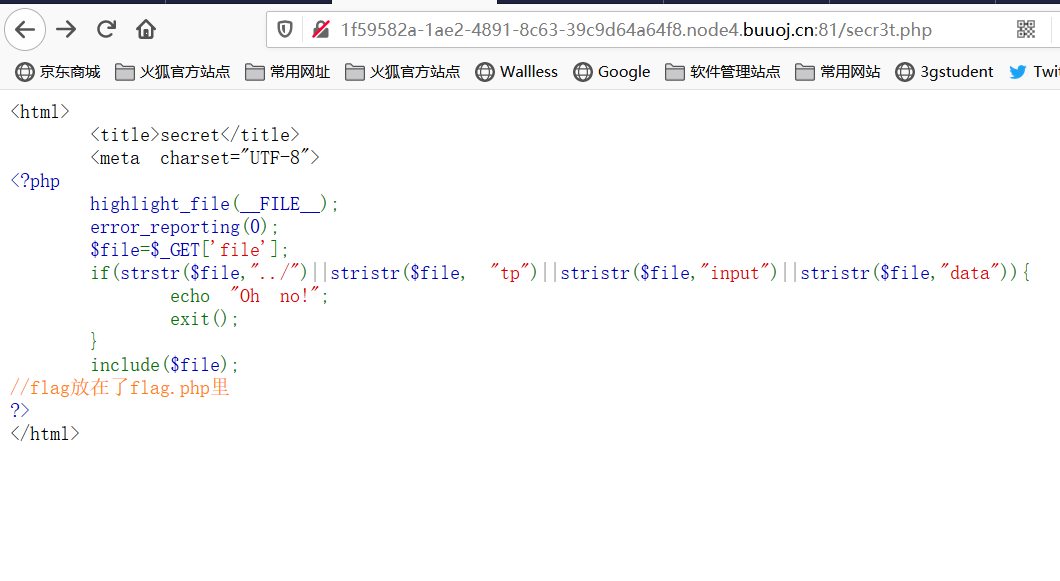 1f59582a-1ae2-4891-8c63-39c9d64a64f8.node4.buuoj.cn:81/secr3t.php
京东商城 火狐官方站点 常用网址 火狐官方站点 Wallless Google 软件管理站点 常用网站 3gstudent Twit
<html>
<title>secret</title>
<meta charset="UTF-8">
<?php
highlight_file(__FILE__);
error_reporting(0);
$file=$_GET['file'];
if(strstr($file,"../")||stristr($file, "tp")||stristr($file,"input")||stristr($file,"data")){
echo "Oh no!";
exit();
}
include($file);
//flag放在了flag.php里
?>
</html>